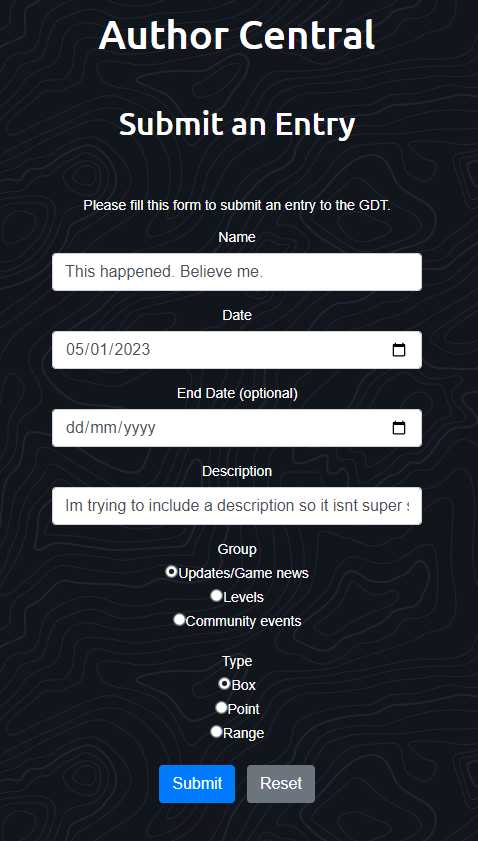 Author Central
Submit an Entry
Please fill this form to submit an entry to the GDT.
Name
This happened. Believe me.
Date
05/01/2023
End Date (optional)
dd/mm/yyyy
Description
Im trying to include a description so it isnt super
Group
Updates/Game news
Levels
Community events
Type
Box
Point
Range
Submit Reset